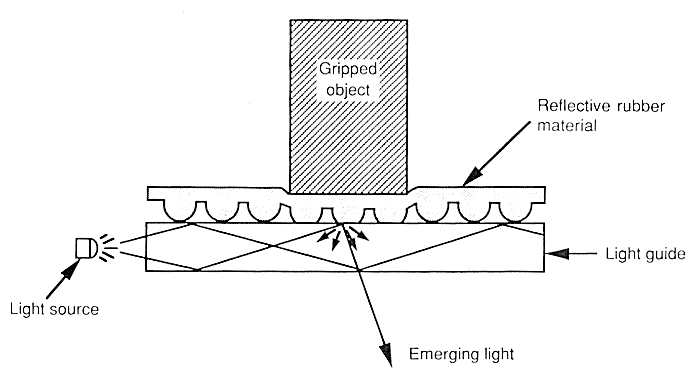 Gripped
object
Reflective rubber
material
Light guide
Light source
Emerging light